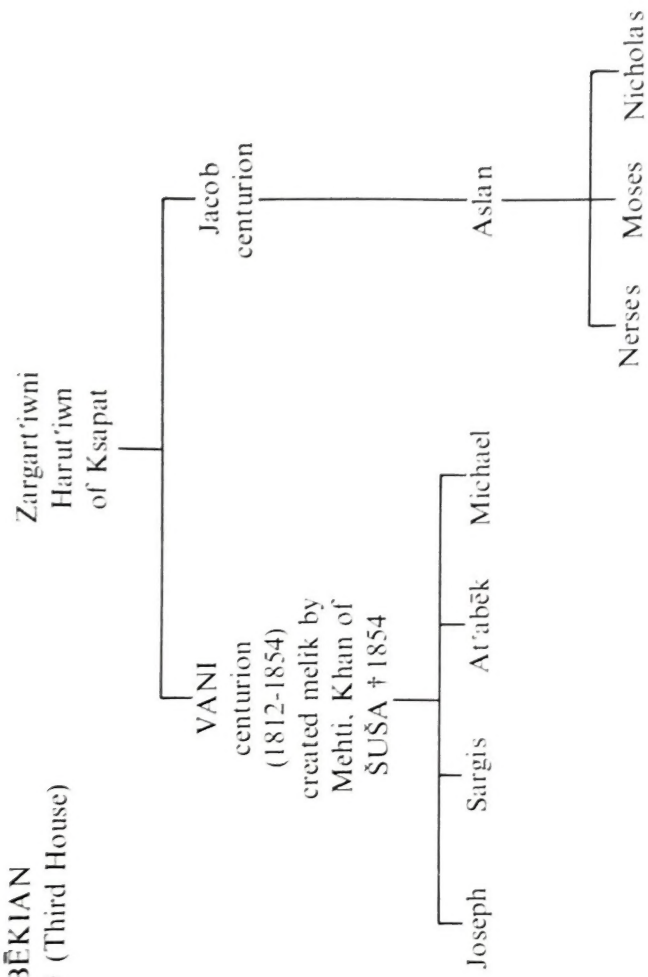 BĒKIAN
(Third House)
Zargart‘iwni
Harut‘iwn
of Ksapat
VANI
centurion
(1812-1854)
created melik by
Mehti, Khan of
ŠUŠA †1854
Jacob
centurion
Joseph
Sargis
At‘abēk
Michael
Aslan
Nerses
Moses
Nicholas